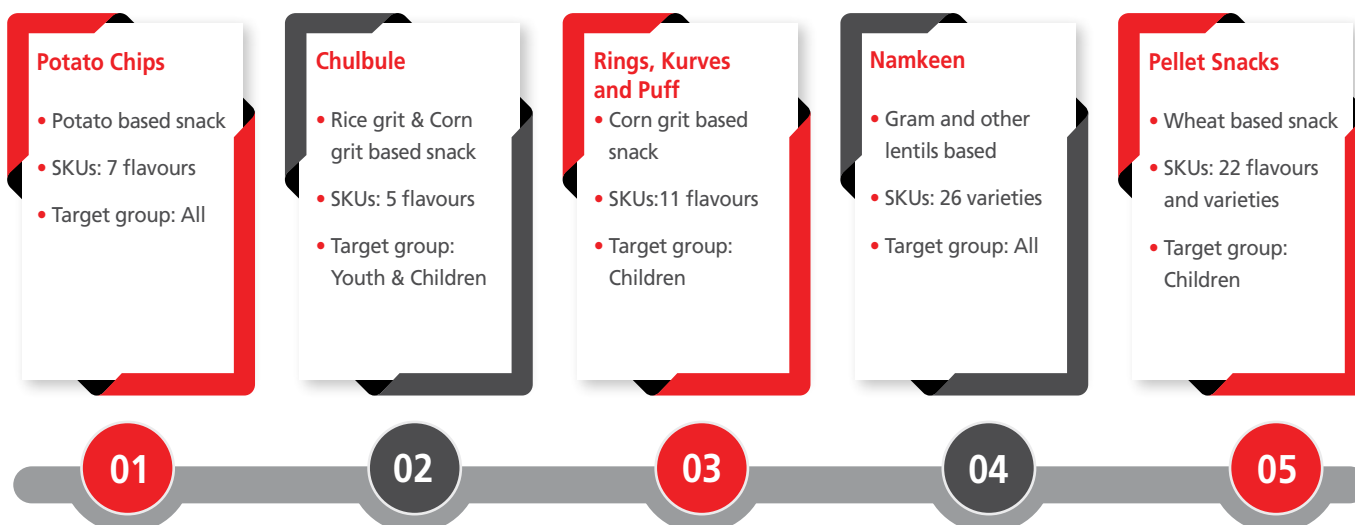 Potato Chips
• Potato based snack
• SKUs: 7 flavours
• Target group: All
Chulbule
• Rice grit & Corn
grit based snack
• SKUs: 5 flavours
• Target group:
Youth & Children
Rings, Kurves
and Puff
• Corn grit based
snack
• SKUs:11 flavours
• Target group:
Children
Namkeen
• Gram and other
lentils based
• SKUs: 26 varieties
• Target group: All
Pellet Snacks
• Wheat based snack
• SKUs: 22 flavours
and varieties
• Target group:
Children
01
02
03
04
05